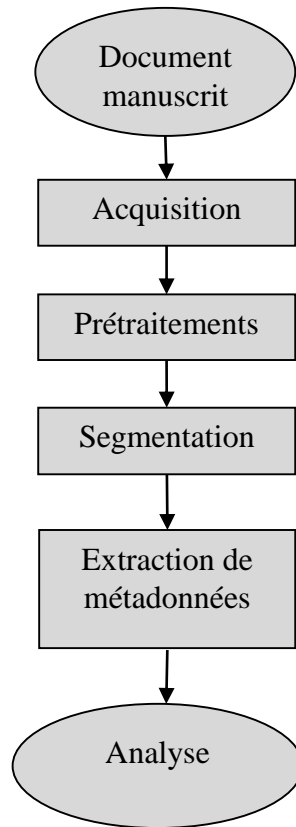 Document
manuscrit
Acquisition
Prétraitements
Segmentation
Extraction de
métadonnées
Analyse